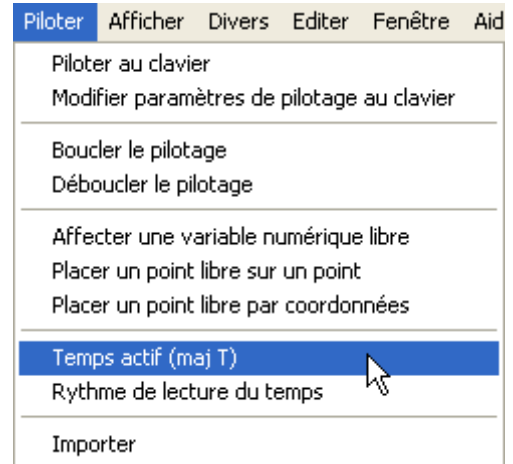 Piloter Afficher Divers Editer Fenêtre Aid
Piloter au clavier
Modifier paramètres de pilotage au clavier
Boucler le pilotage
Déboucler le pilotage
Affecter une variable numérique libre
Placer un point libre sur un point
Placer un point libre par coordonnées
Temps actif (maj T)
Rythme de lecture du temps
Importer